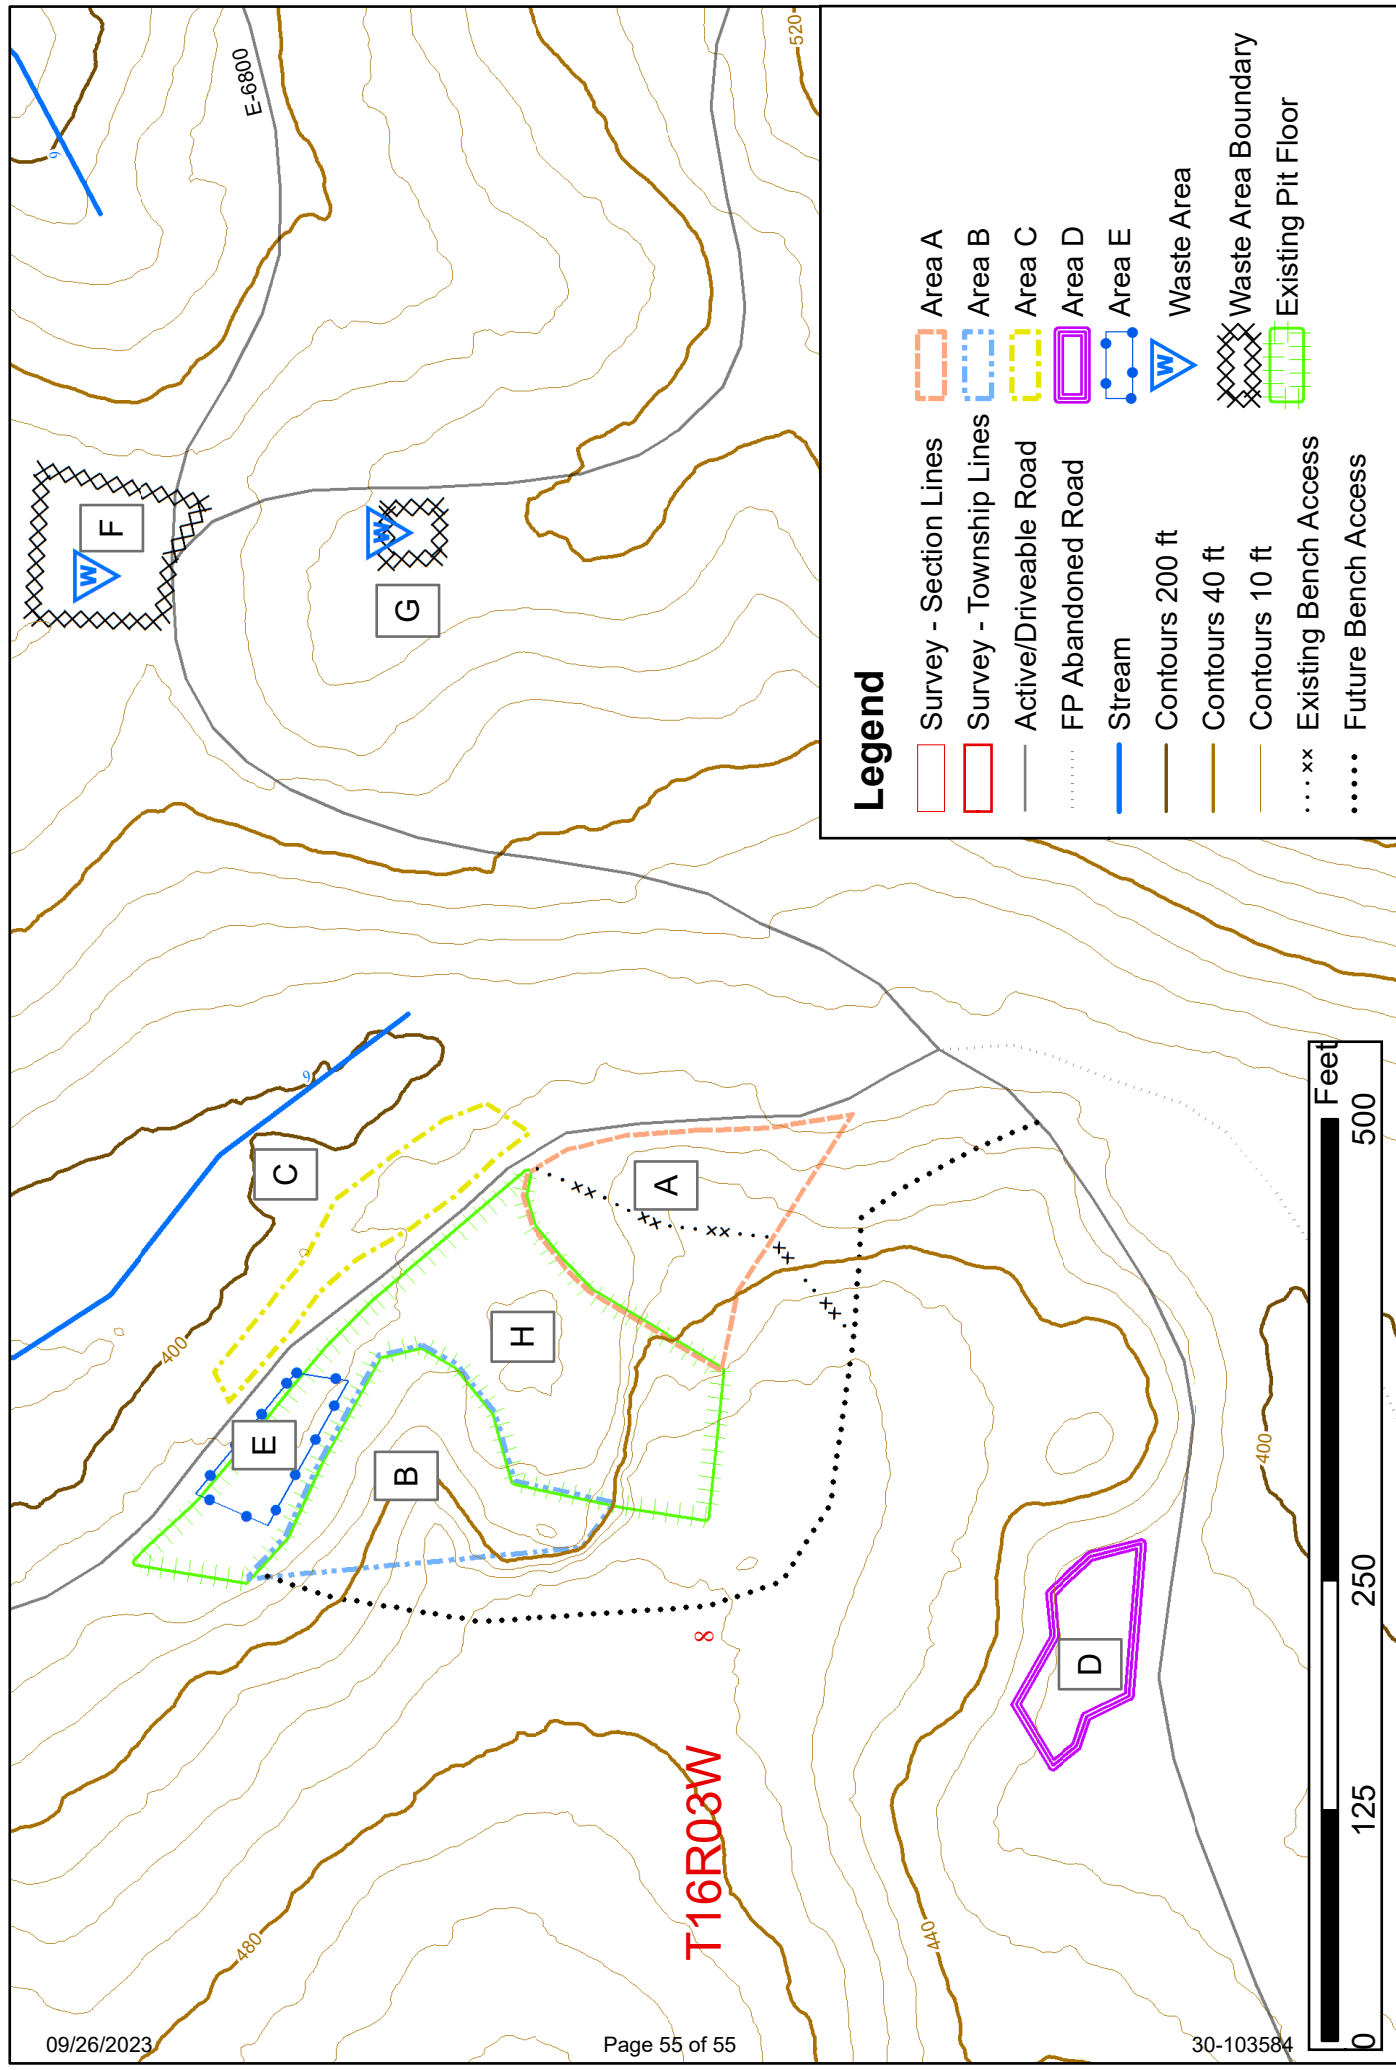 E-6800
520
6
F
W
W
G
C
6
400
A
H
E
B
8
T16R03W
D
400
480
440
Legend
Survey - Section Lines
Survey - Township Lines
Active/Driveable Road
FP Abandoned Road
Stream
Contours 200 ft
Contours 40 ft
Contours 10 ft
Existing Bench Access
Future Bench Access
Area A
Area B
Area C
Area D
Area E
W Waste Area
Waste Area Boundary
Existing Pit Floor
0 125 250 500
Feet
09/26/2023
Page 55 of 55
30-103584